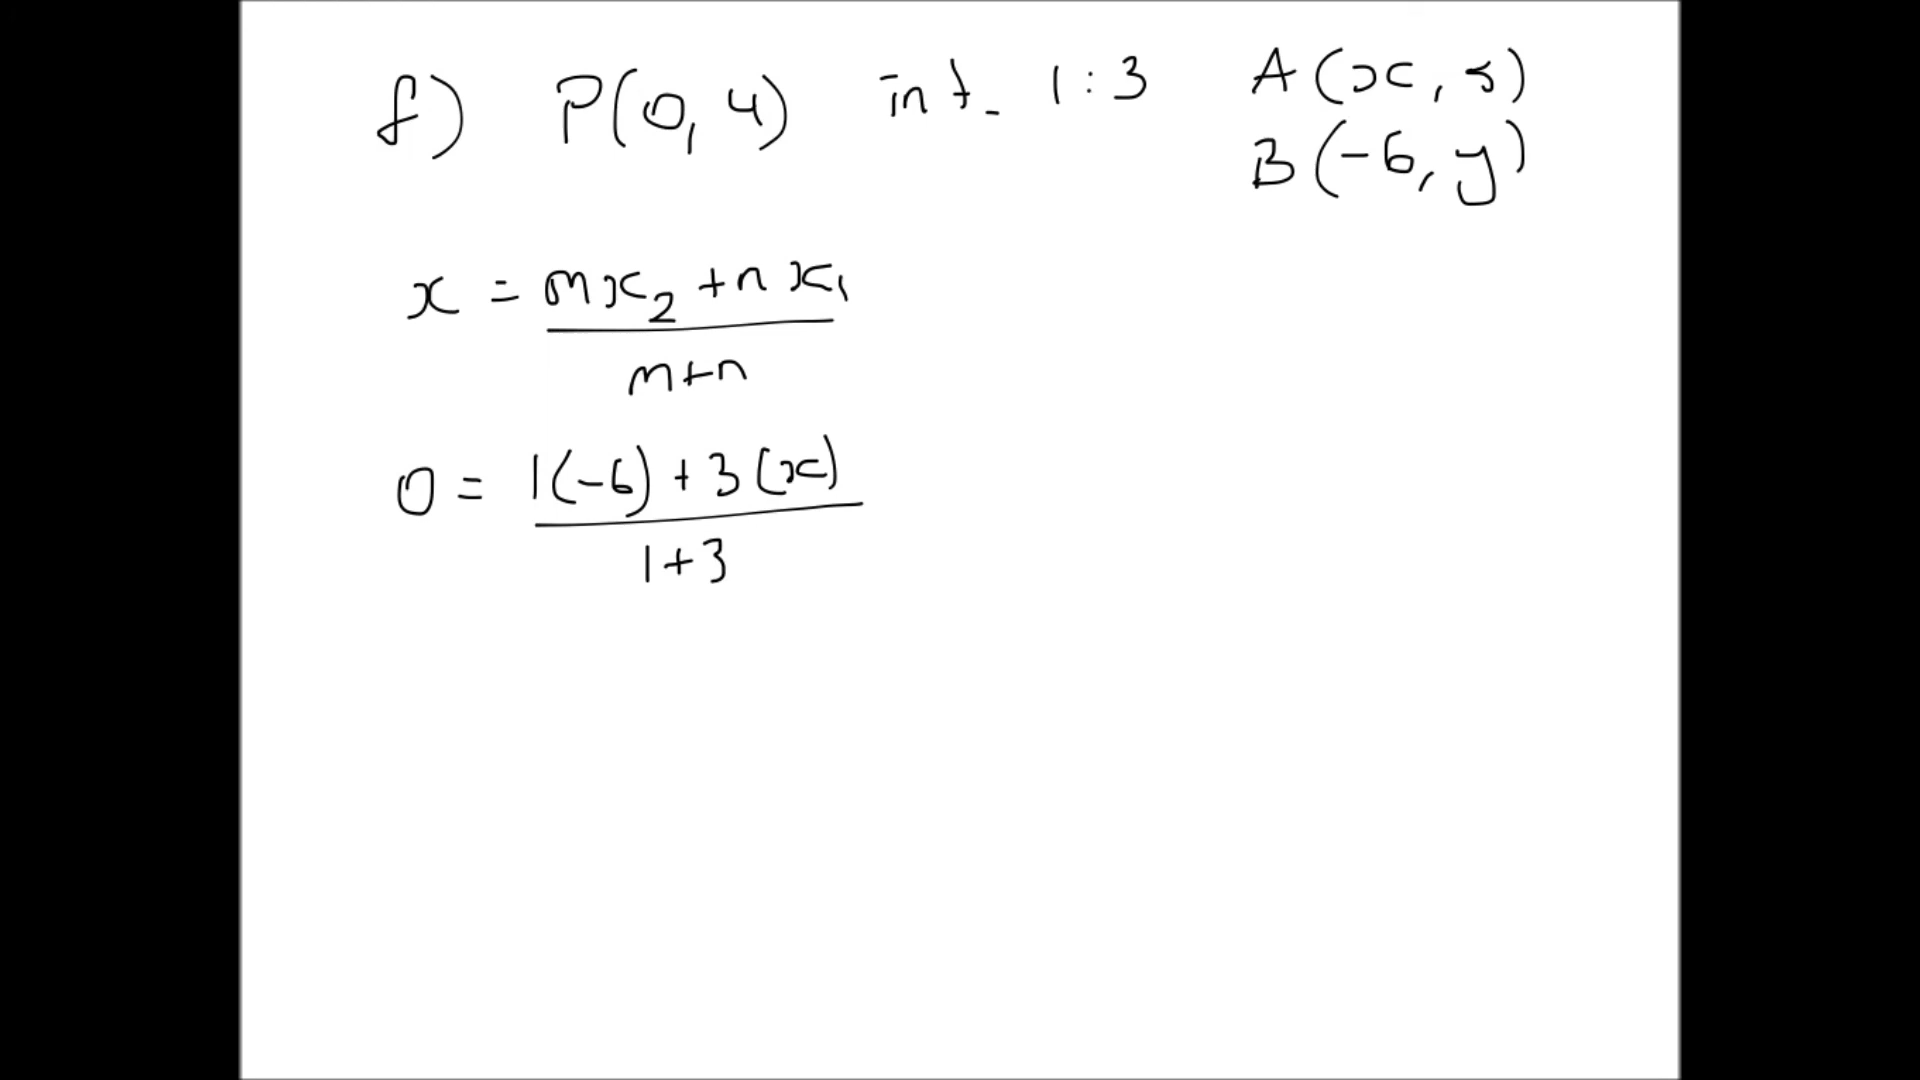 f) P(0, 4) int. 1:3 A(x, 5)
B(-6, y)
x = mx₂ + nx₁
m+n
0 = 1(-6) + 3(x)
1+3